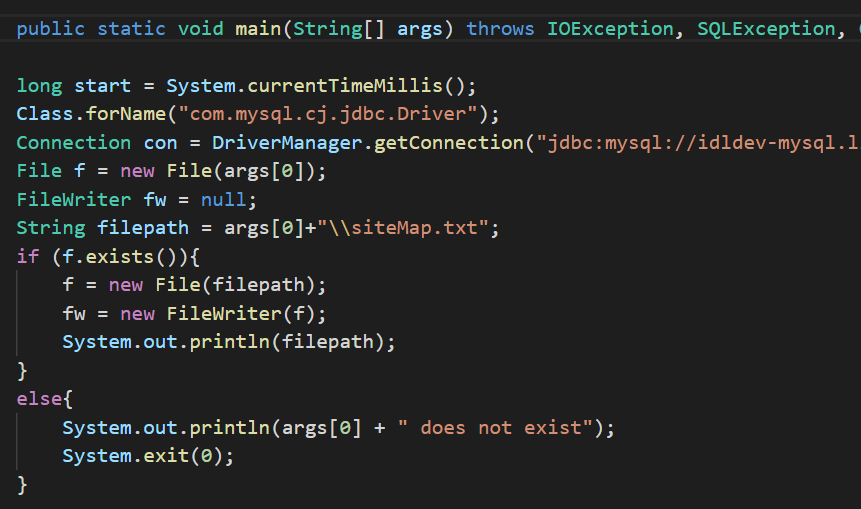 public static void main(String[] args) throws IOException, SQLException,
long start = System.currentTimeMillis();
Class.forName("com.mysql.cj.jdbc.Driver");
Connection con = DriverManager.getConnection("jdbc:mysql://idldev-mysql.l
File f = new File(args[0]);
FileWriter fw = null;
String filepath = args[0]+"\\siteMap.txt";
if (f.exists()){
    f = new File(filepath);
    fw = new FileWriter(f);
    System.out.println(filepath);
}
else{
    System.out.println(args[0] + " does not exist");
    System.exit(0);
}